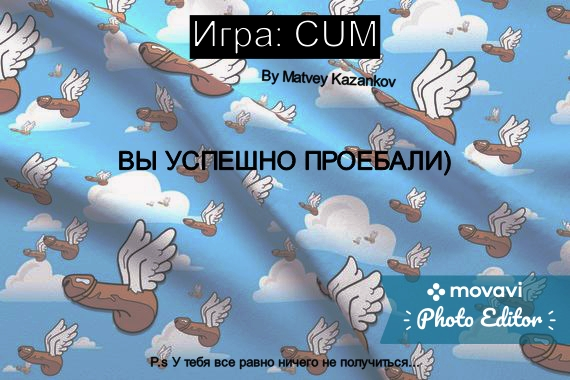 Игра: CUM
By Matvey Kazankov
ВЫ УСПЕШНО ПРОЕБАЛИ)
movavi
Photo Editor
P.s У тебя все равно ничего не получиться...